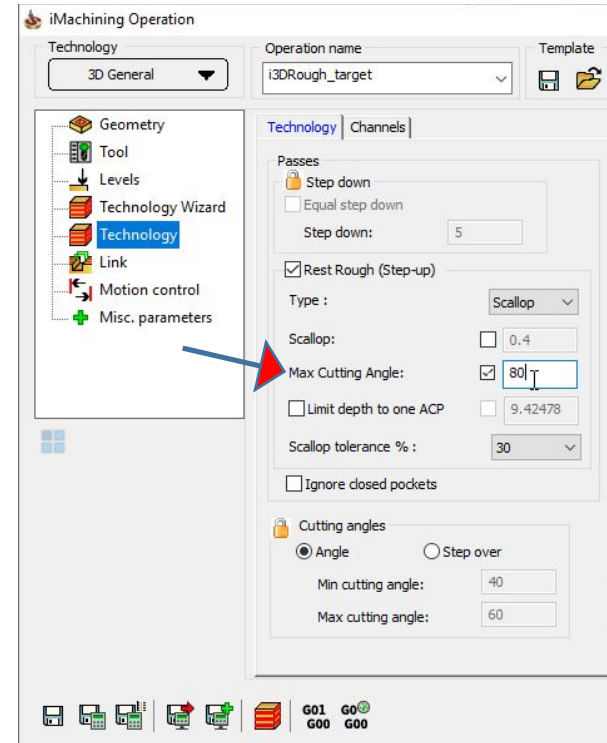 iMachining Operation
Technology
3D General
Operation name
i3DRough_target
Template
Geometry
Tool
Levels
Technology Wizard
Technology
Link
Motion control
Misc. parameters
Technology Channels
Passes
Step down
Equal step down
Step down: 5
Rest Rough (Step-up)
Type : Scallop
Scallop: 0.4
Max Cutting Angle: 80
Limit depth to one ACP 9.42478
Scallop tolerance % : 30
Ignore closed pockets
Cutting angles
Angle Step over
Min cutting angle: 40
Max cutting angle: 60
G01 G0
G00 G00